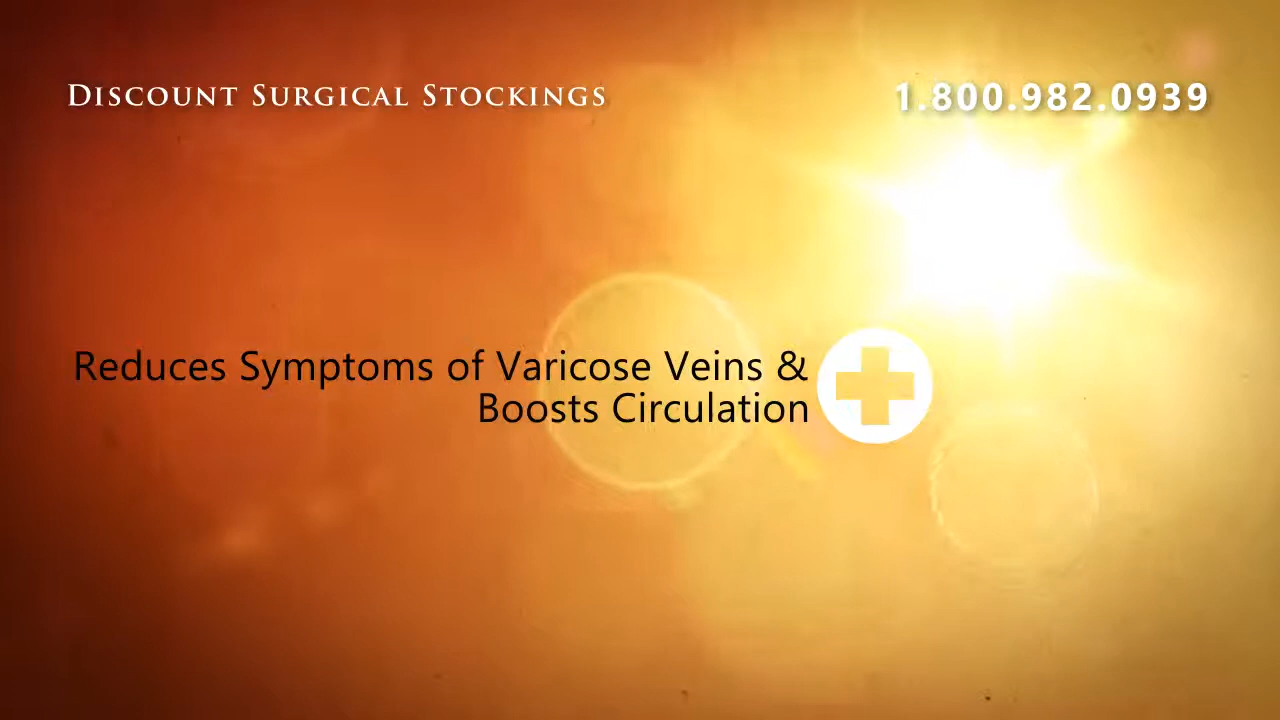 Discount Surgical Stockings
1.800.982.0939
Reduces Symptoms of Varicose Veins &
Boosts Circulation